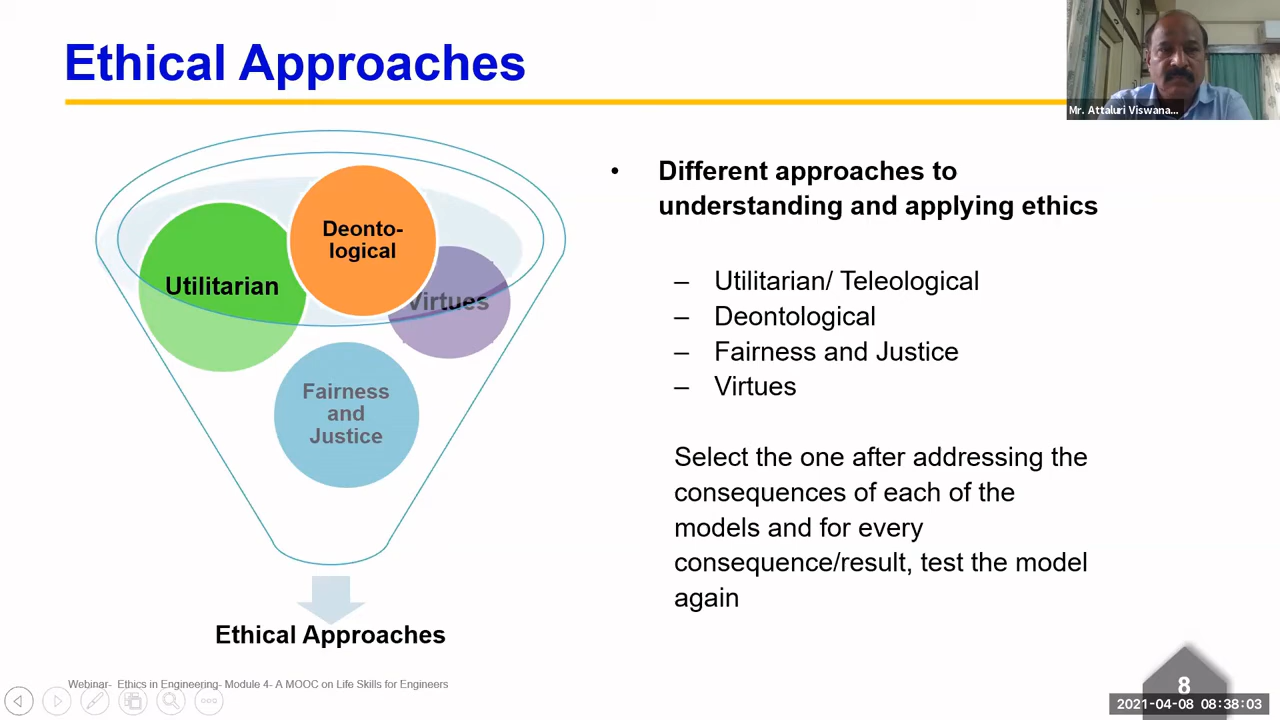 Ethical Approaches
Mr. Attaluri Viswana...
Deonto-
logical
Utilitarian
Virtues
Fairness
and
Justice
Ethical Approaches
• Different approaches to
understanding and applying ethics
– Utilitarian/ Teleological
– Deontological
– Fairness and Justice
– Virtues
Select the one after addressing the
consequences of each of the
models and for every
consequence/result, test the model
again
Webinar- Ethics in Engineering- Module 4- A MOOC on Life Skills for Engineers
8
2021-04-08 08:38:03